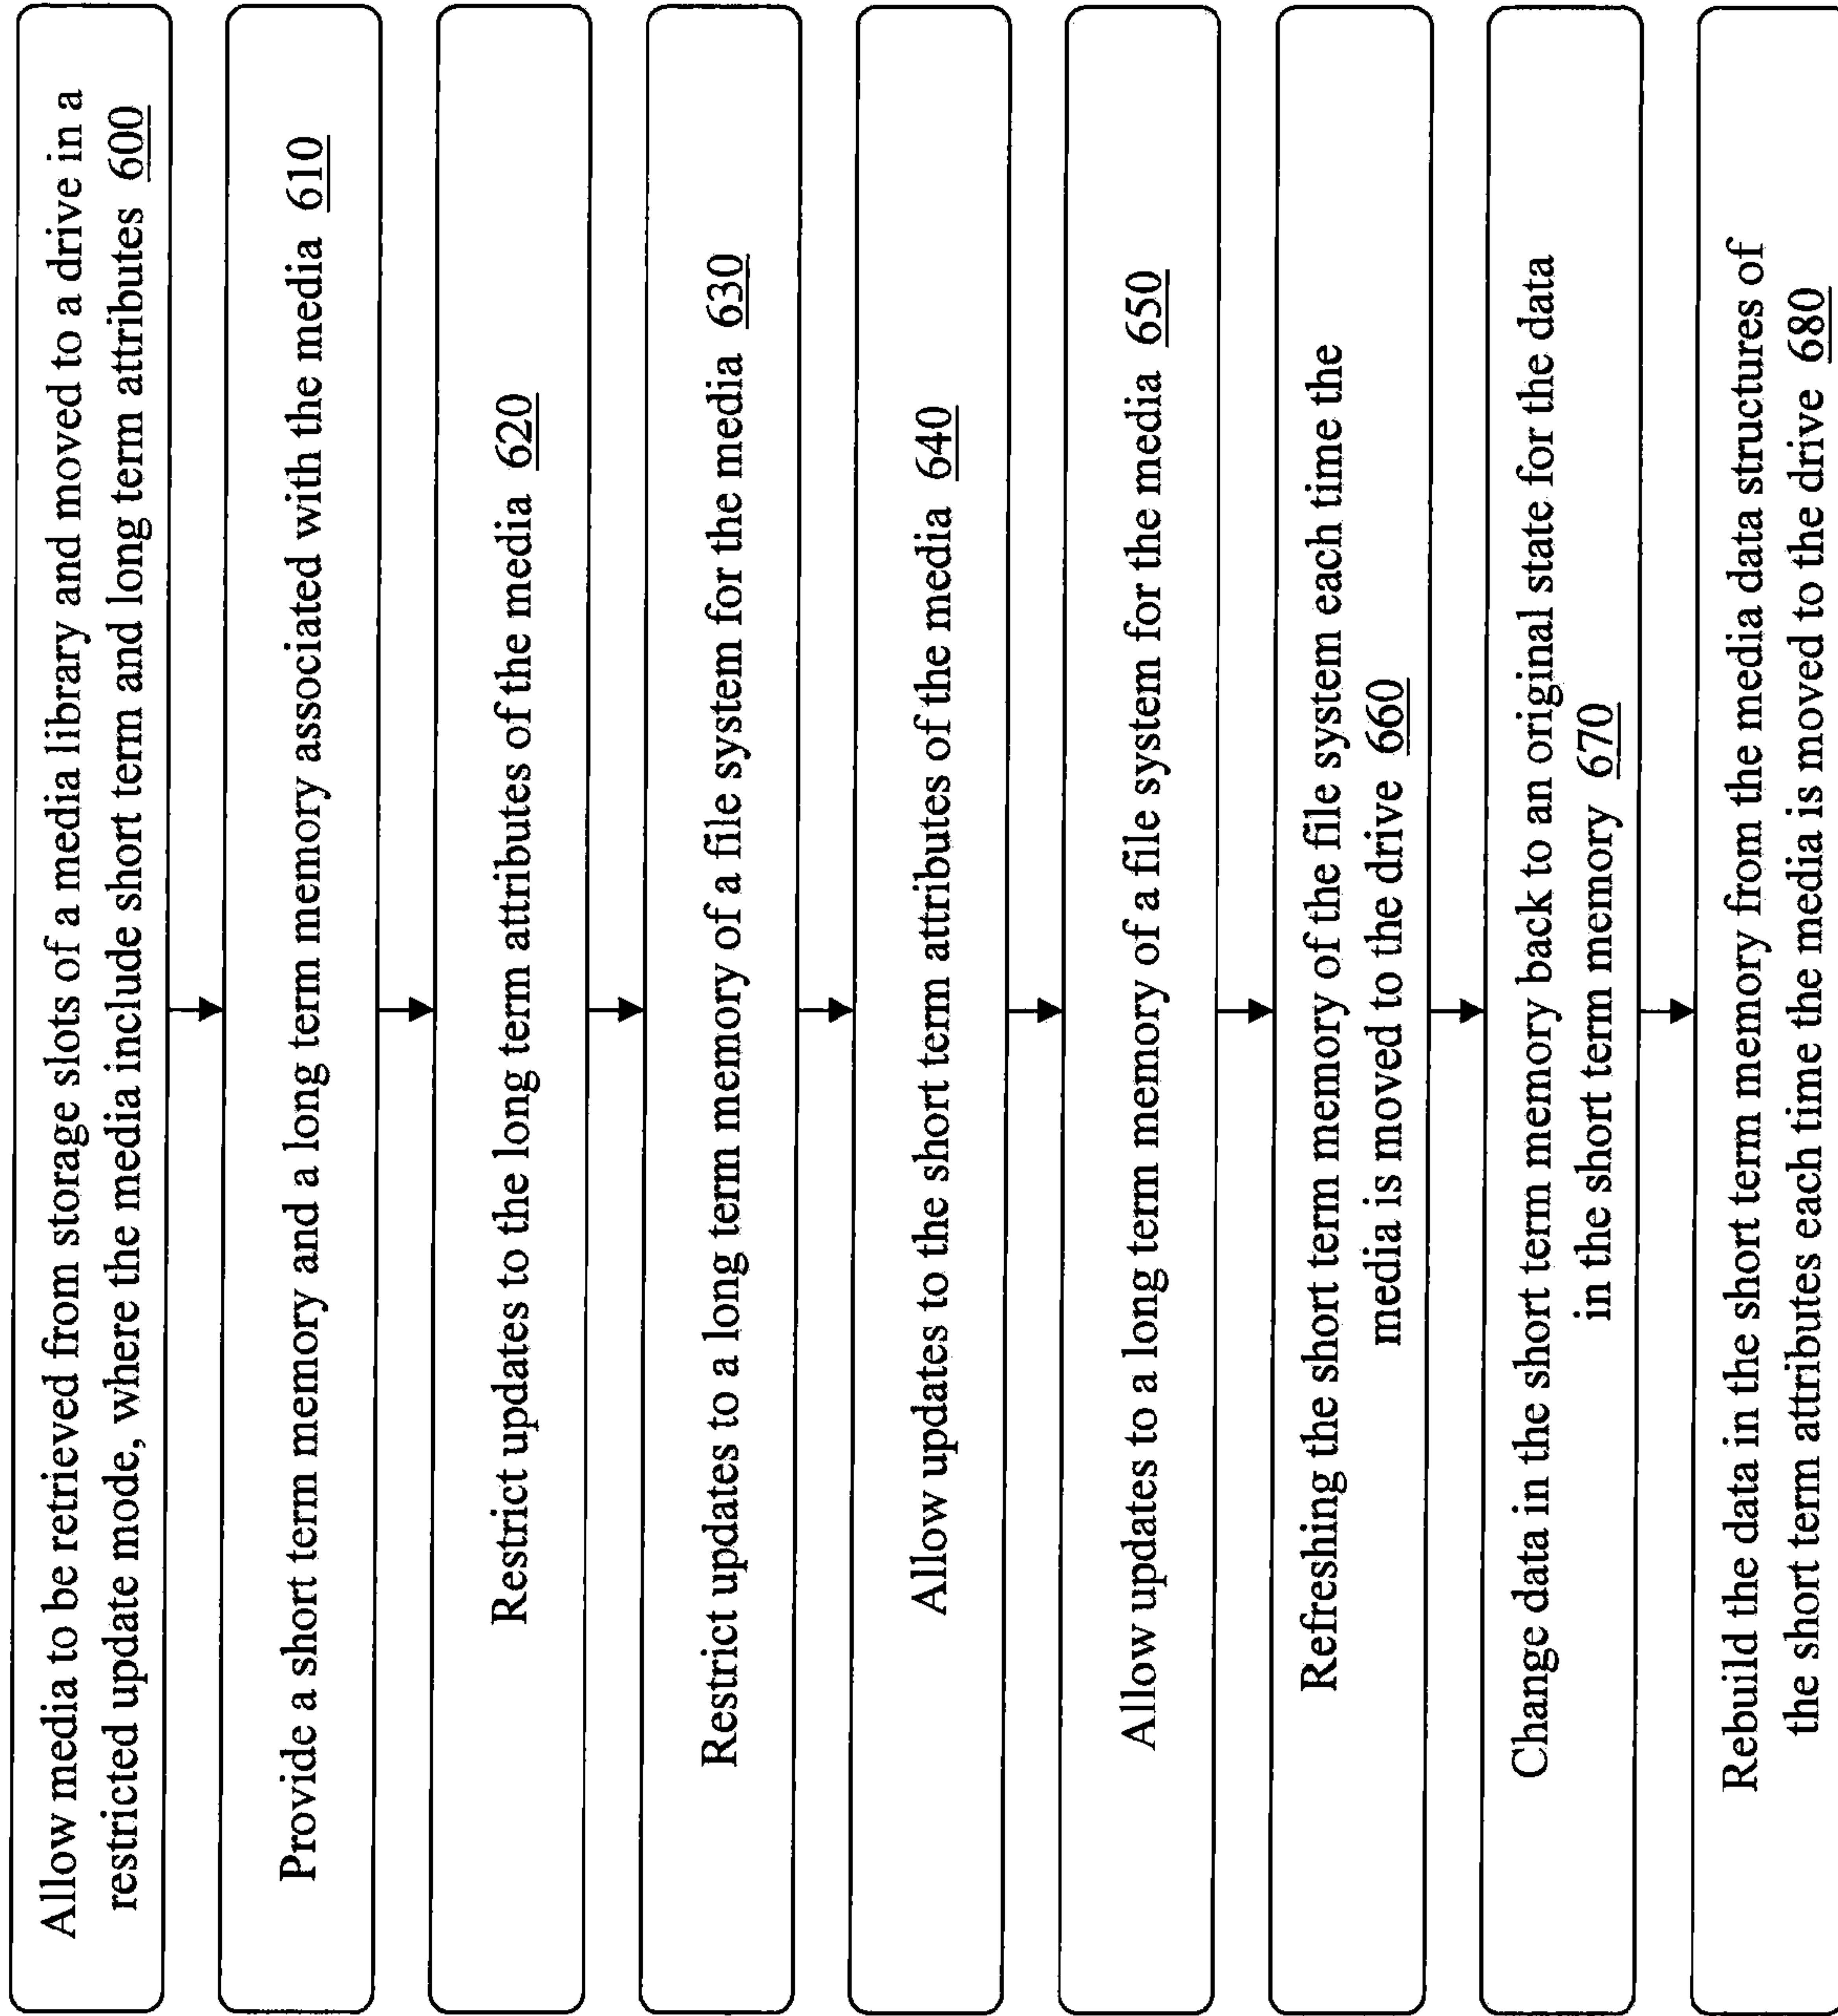 Allow media to be retrieved from storage slots of a media library and moved to a drive in a
restricted update mode, where the media include short term and long term attributes 600
Provide a short term memory and a long term memory associated with the media 610
Restrict updates to the long term attributes of the media 620
Restrict updates to a long term memory of a file system for the media 630
Allow updates to the short term attributes of the media 640
Allow updates to a long term memory of a file system for the media 650
Refreshing the short term memory of the file system each time the
media is moved to the drive 660
Change data in the short term memory back to an original state for the data
in the short term memory 670
Rebuild the data in the short term memory from the media data structures of
the short term attributes each time the media is moved to the drive 680